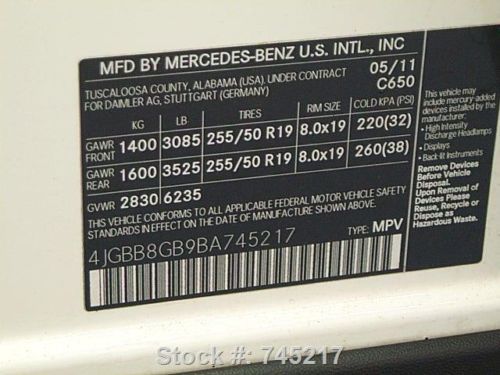 MFD BY MERCEDES-BENZ U.S. INTL., INC
TUSCALOOSA COUNTY, ALABAMA (USA). UNDER CONTRACT 05/11
FOR DAIMLER AG, STUTTGART (GERMANY) C650
KG LB TIRES RIM SIZE COLD KPA (PSI)
GAWR FRONT 1400 3085 255/50 R19 8.0x19 220(32)
GAWR REAR 1600 3525 255/50 R19 8.0x19 260(38)
GVWR 2830 6235
THIS VEHICLE CONFORMS TO ALL APPLICABLE FEDERAL MOTOR VEHICLE SAFETY
STANDARDS IN EFFECT ON THE DATE OF MANUFACTURE SHOWN ABOVE.
4JGBB8GB9BA745217 TYPE: MPV
This vehicle may
include mercury-added
devices installed by the
manufacturer:
• High Intensity
Discharge Headlamps
• Displays
• Back-lit Instruments
Remove Devices
Before Vehicle
Disposal.
Upon Removal of
Devices Please
Reuse, Recycle or
Dispose as
Hazardous Waste.
Stock #: 745217